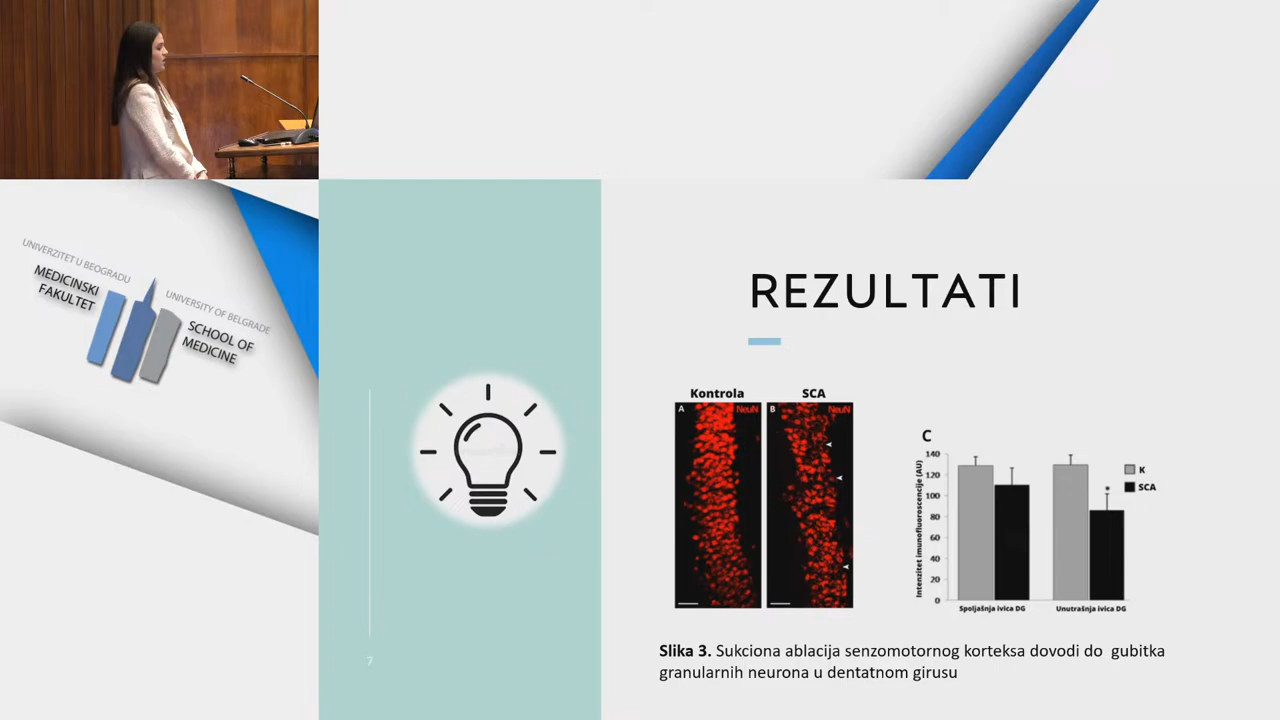 UNIVERZITET U BEOGRADU
MEDICINSKI
FAKULTET
UNIVERSITY OF BELGRADE
SCHOOL OF
MEDICINE
7
REZULTATI
Kontrola
SCA
A
NeuN
B
NeuN
C
Intenzitet imunofluoroscencije (AU)
140
120
100
80
60
40
20
0
*
K
SCA
Spoljašnja ivica DG
Unutrašnja ivica DG
Slika 3. Sukciona ablacija senzomotornog korteksa dovodi do gubitka
granularnih neurona u dentatnom girusu